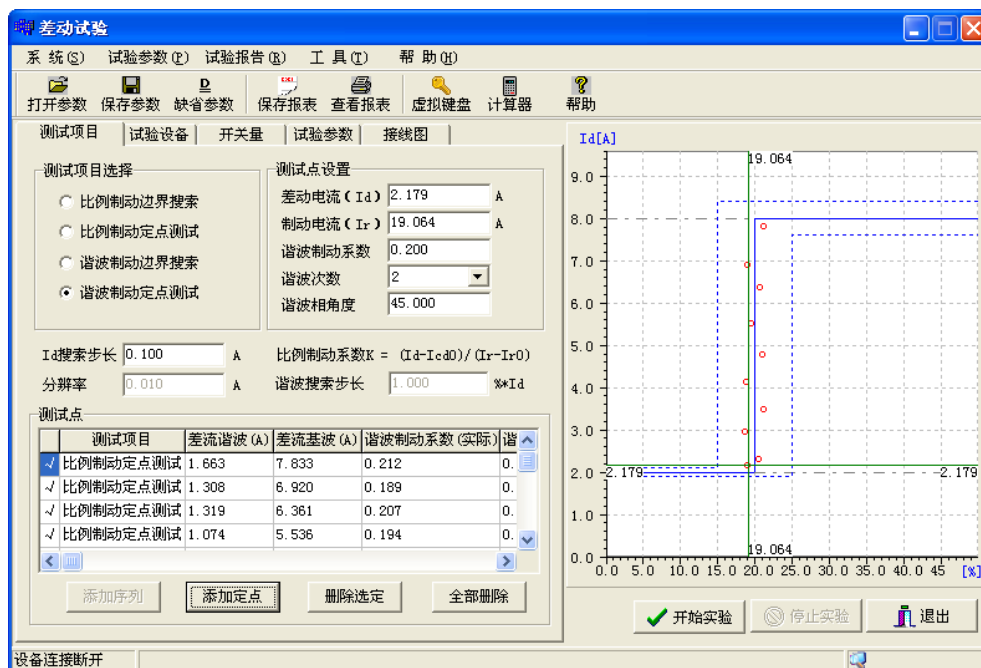 差动试验
系 统(S) 试验参数(P) 试验报告(R) 工 具(T) 帮 助(H)
打开参数 保存参数 D 缺省参数 保存报表 查看报表 虚拟键盘 计算器 帮助
测试项目 试验设备 开关量 试验参数 接线图
测试项目选择
比例制动边界搜索
比例制动定点测试
谐波制动边界搜索
谐波制动定点测试
测试点设置
差动电流(Id) 2.179 A
制动电流(Ir) 19.064 A
谐波制动系数 0.200
谐波次数 2
谐波相角度 45.000
Id搜索步长 0.100 A 比例制动系数K = (Id-Icd0)/(Ir-Ir0)
分辨率 0.010 A 谐波搜索步长 1.000 %*Id
测试点
测试项目 差流谐波(A) 差流基波(A) 谐波制动系数(实际) 谐
√ 比例制动定点测试 1.663 7.833 0.212 0.
√ 比例制动定点测试 1.308 6.920 0.189 0.
√ 比例制动定点测试 1.319 6.361 0.207 0.
√ 比例制动定点测试 1.074 5.536 0.194 0.
添加序列 添加定点 删除选定 全部删除
Id[A]
19.064
9.0
8.0
7.0
6.0
5.0
4.0
3.0
2.0 2.179 2.179
1.0
0.0 19.064
0.0 5.0 10.0 15.0 20.0 25.0 30.0 35.0 40.0 45 [%]
开始实验 停止实验 退出
设备连接断开